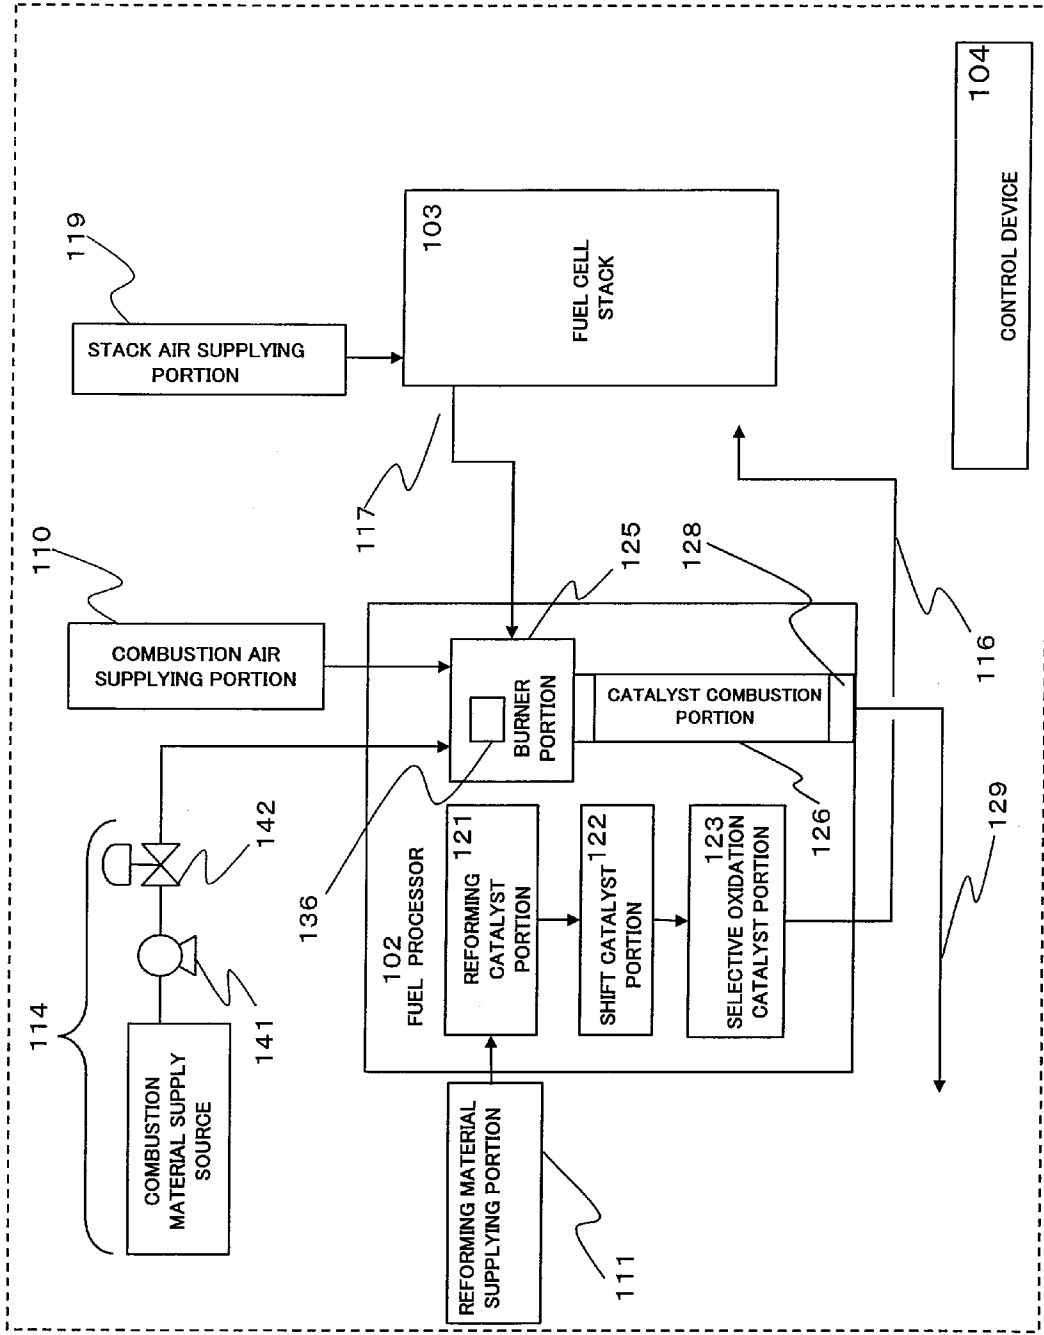 114
COMBUSTION
MATERIAL SUPPLY
SOURCE
141
142
110
COMBUSTION AIR
SUPPLYING PORTION
119
STACK AIR SUPPLYING
PORTION
111
REFORMING MATERIAL
SUPPLYING PORTION
102
FUEL PROCESSOR
121
REFORMING
CATALYST
PORTION
122
SHIFT CATALYST
PORTION
123
SELECTIVE OXIDATION
CATALYST PORTION
136
BURNER
PORTION
125
CATALYST COMBUSTION
PORTION
126
128
117
103
FUEL CELL
STACK
116
129
104
CONTROL DEVICE